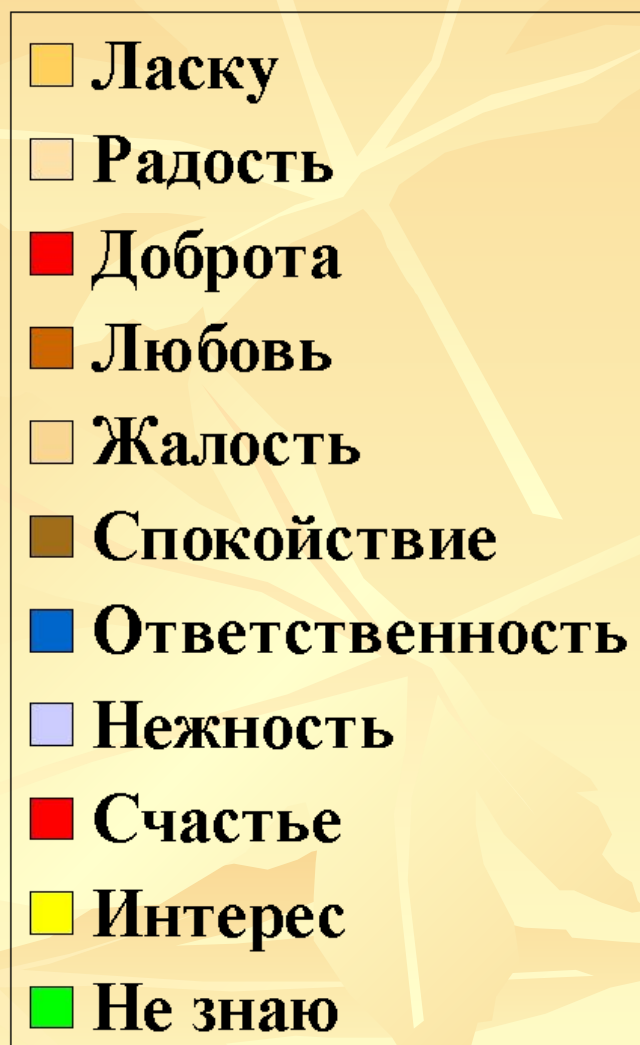 Ласку
Радость
Доброта
Любовь
Жалость
Спокойствие
Ответственность
Нежность
Счастье
Интерес
Не знаю